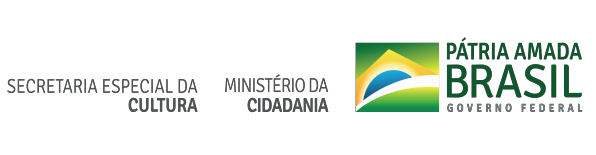 SECRETARIA ESPECIAL DA
CULTURA
MINISTÉRIO DA
CIDADANIA
PÁTRIA AMADA
BRASIL
GOVERNO FEDERAL